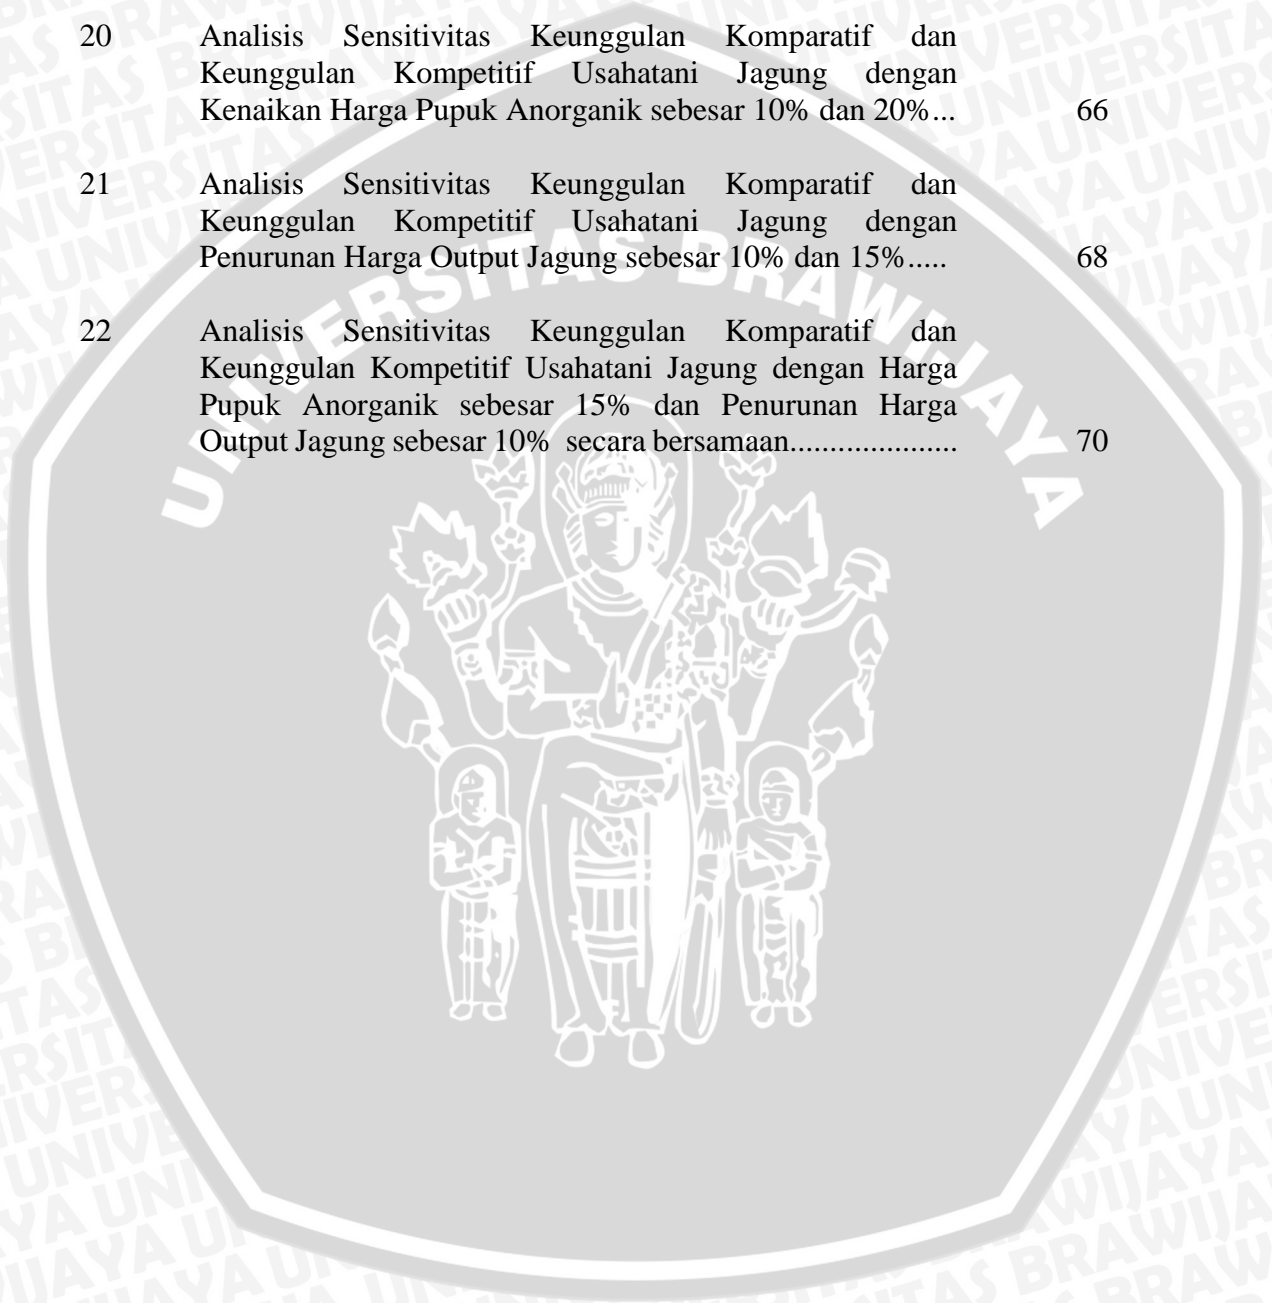 20 Analisis Sensitivitas Keunggulan Komparatif dan
Keunggulan Kompetitif Usahatani Jagung dengan
Kenaikan Harga Pupuk Anorganik sebesar 10% dan 20%... 66
21 Analisis Sensitivitas Keunggulan Komparatif dan
Keunggulan Kompetitif Usahatani Jagung dengan
Penurunan Harga Output Jagung sebesar 10% dan 15%..... 68
22 Analisis Sensitivitas Keunggulan Komparatif dan
Keunggulan Kompetitif Usahatani Jagung dengan Harga
Pupuk Anorganik sebesar 15% dan Penurunan Harga
Output Jagung sebesar 10% secara bersamaan..................... 70
UNIVERSITAS BRAWIJAYA